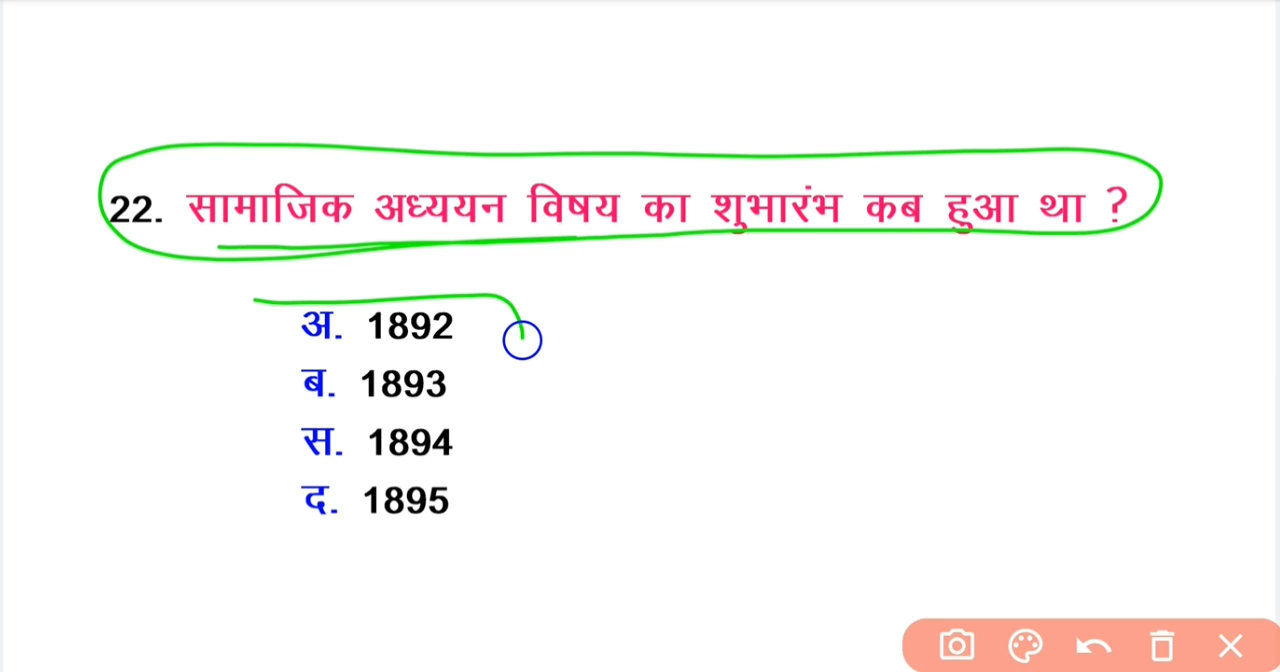 22. सामाजिक अध्ययन विषय का शुभारंभ कब हुआ था ?
अ. 1892
ब. 1893
स. 1894
द. 1895